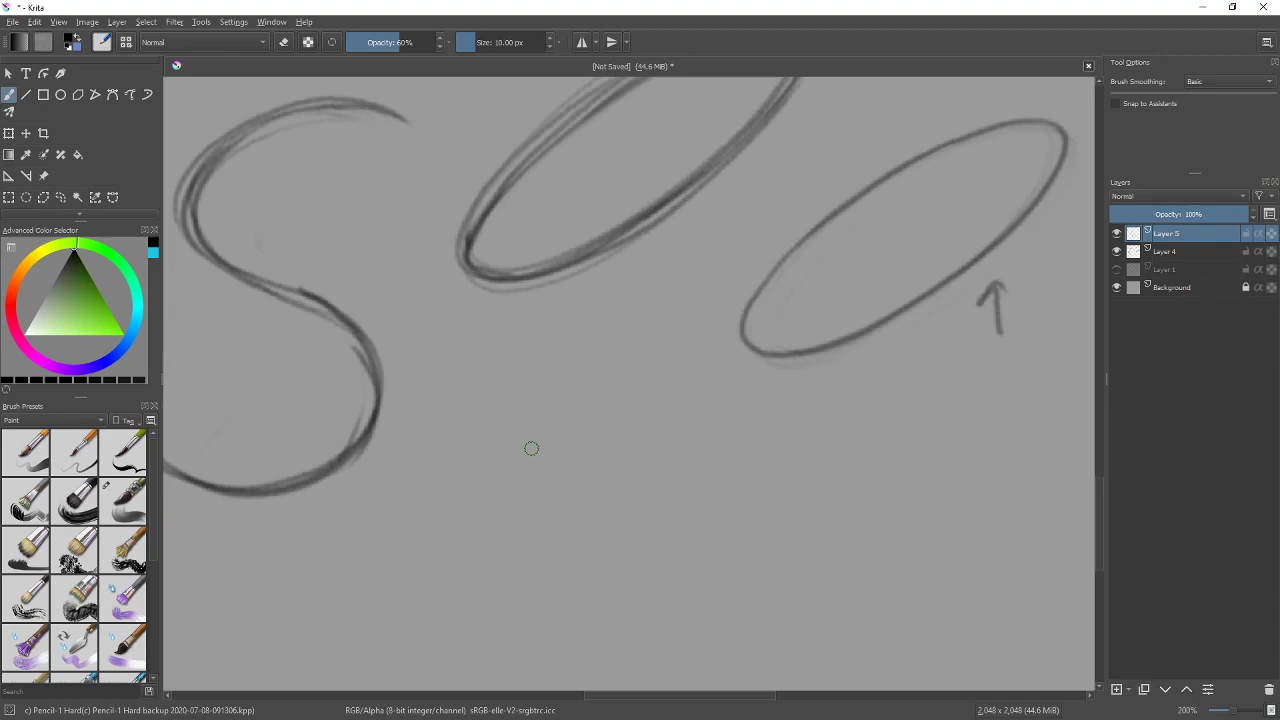 * - Krita
File Edit View Image Layer Select Filter Tools Settings Window Help
Normal Opacity: 60% Size: 10.00 px
[Not Saved] (44.6 MiB) *
Tool Options
Brush Smoothing: Basic
Snap to Assistants
Layers
Normal
Opacity: 100%
Layer 5
Layer 4
Layer 1
Background
Advanced Color Selector
Brush Presets
Paint Tag
Search
c) Pencil-1 Hard(c) Pencil-1 Hard backup 2020-07-08-091306.kpp) RGB/Alpha (8-bit integer/channel) sRGB-elle-V2-srgbtrc.icc 2,048 x 2,048 (44.6 MiB) 200%